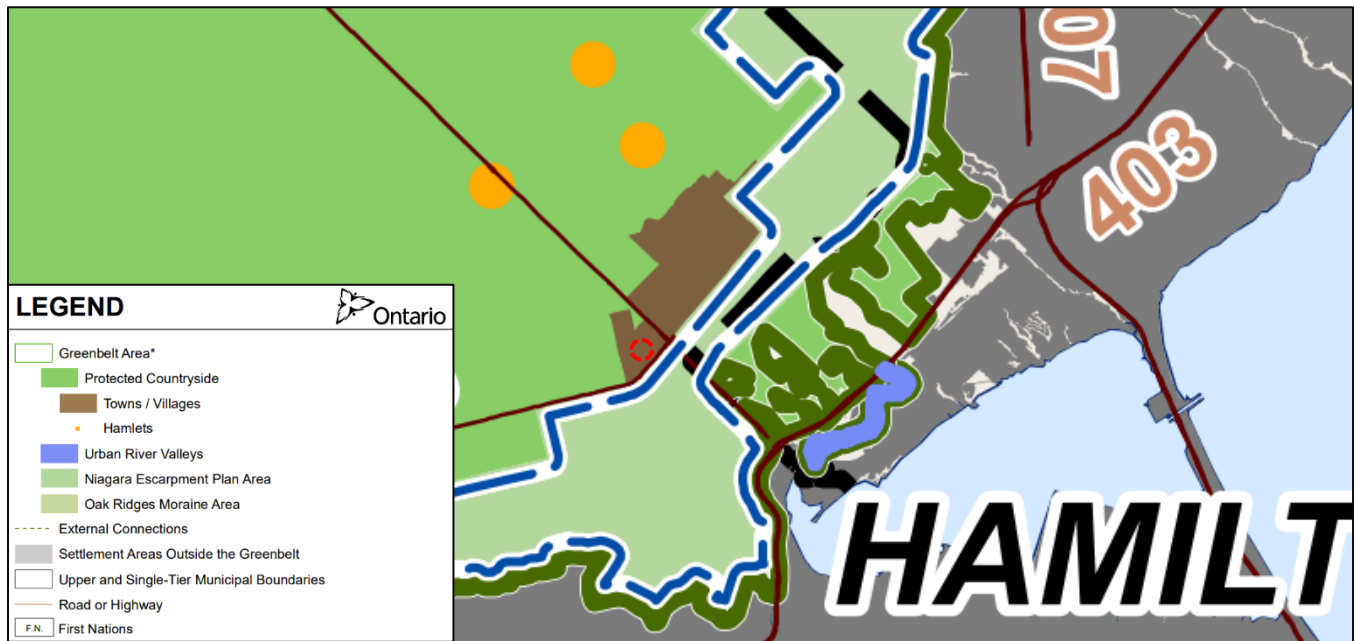 407
403
LEGEND
Ontario
Greenbelt Area*
Protected Countryside
Towns / Villages
Hamlets
Urban River Valleys
Niagara Escarpment Plan Area
Oak Ridges Moraine Area
External Connections
Settlement Areas Outside the Greenbelt
Upper and Single-Tier Municipal Boundaries
Road or Highway
F.N. First Nations
HAMILT